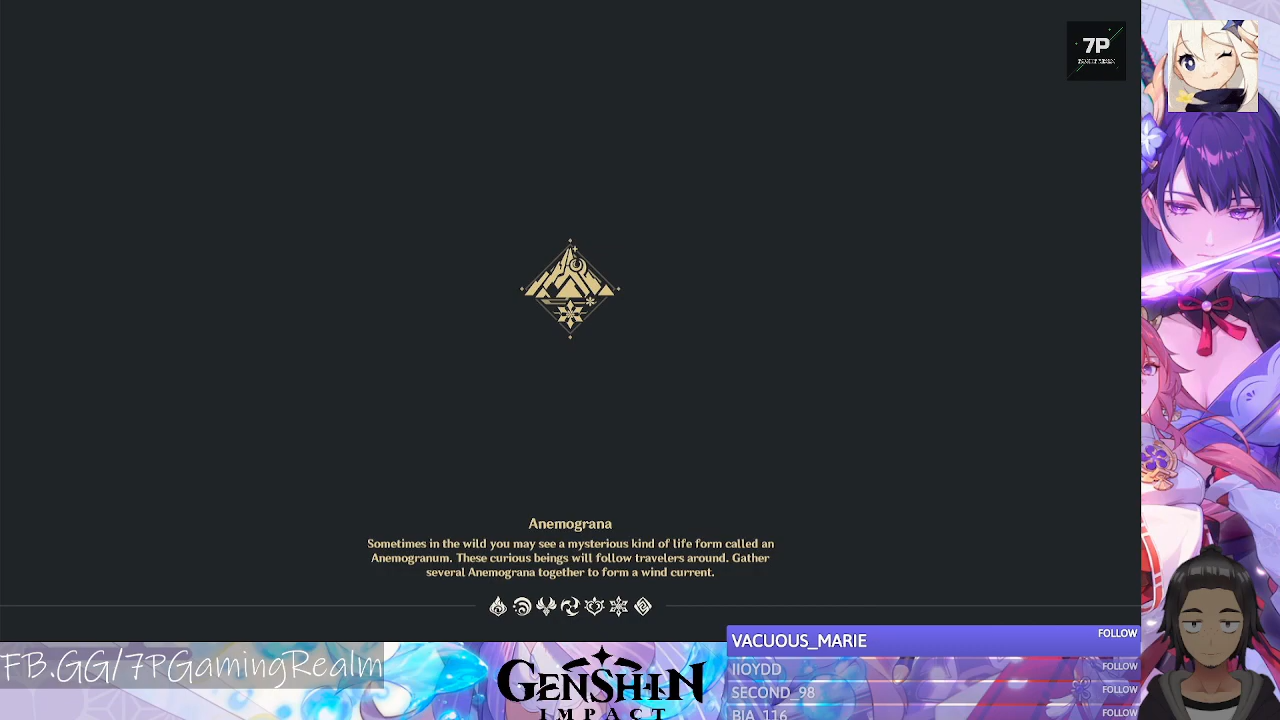 7P
Anemograna
Sometimes in the wild you may see a mysterious kind of life form called an
Anemogranum. These curious beings will follow travelers around. Gather
several Anemograna together to form a wind current.
VACUOUS_MARIE FOLLOW
FB.GG/7PGamingRealm
GENSHIN
IMPACT
IIOYDD FOLLOW
SECOND_98 FOLLOW
BIA_116 FOLLOW